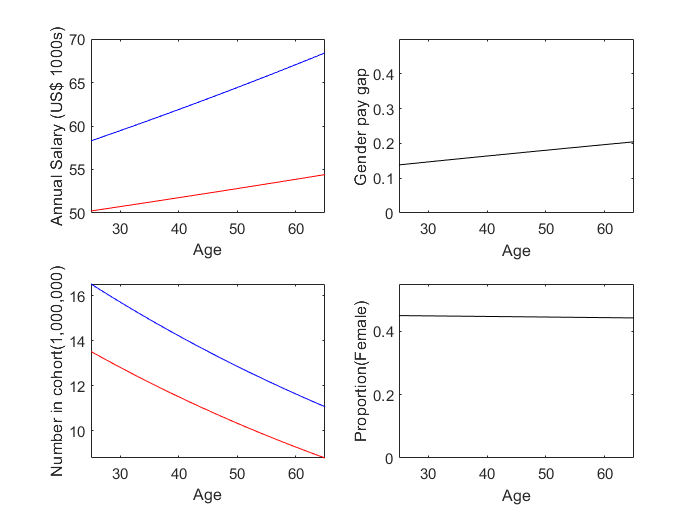 Annual Salary (US$ 1000s)
70
65
60
55
50
30 40 50 60
Age
Gender pay gap
0.4
0.3
0.2
0.1
0
30 40 50 60
Age
Number in cohort(1,000,000)
16
14
12
10
30 40 50 60
Age
Proportion(Female)
0.4
0.2
0
30 40 50 60
Age